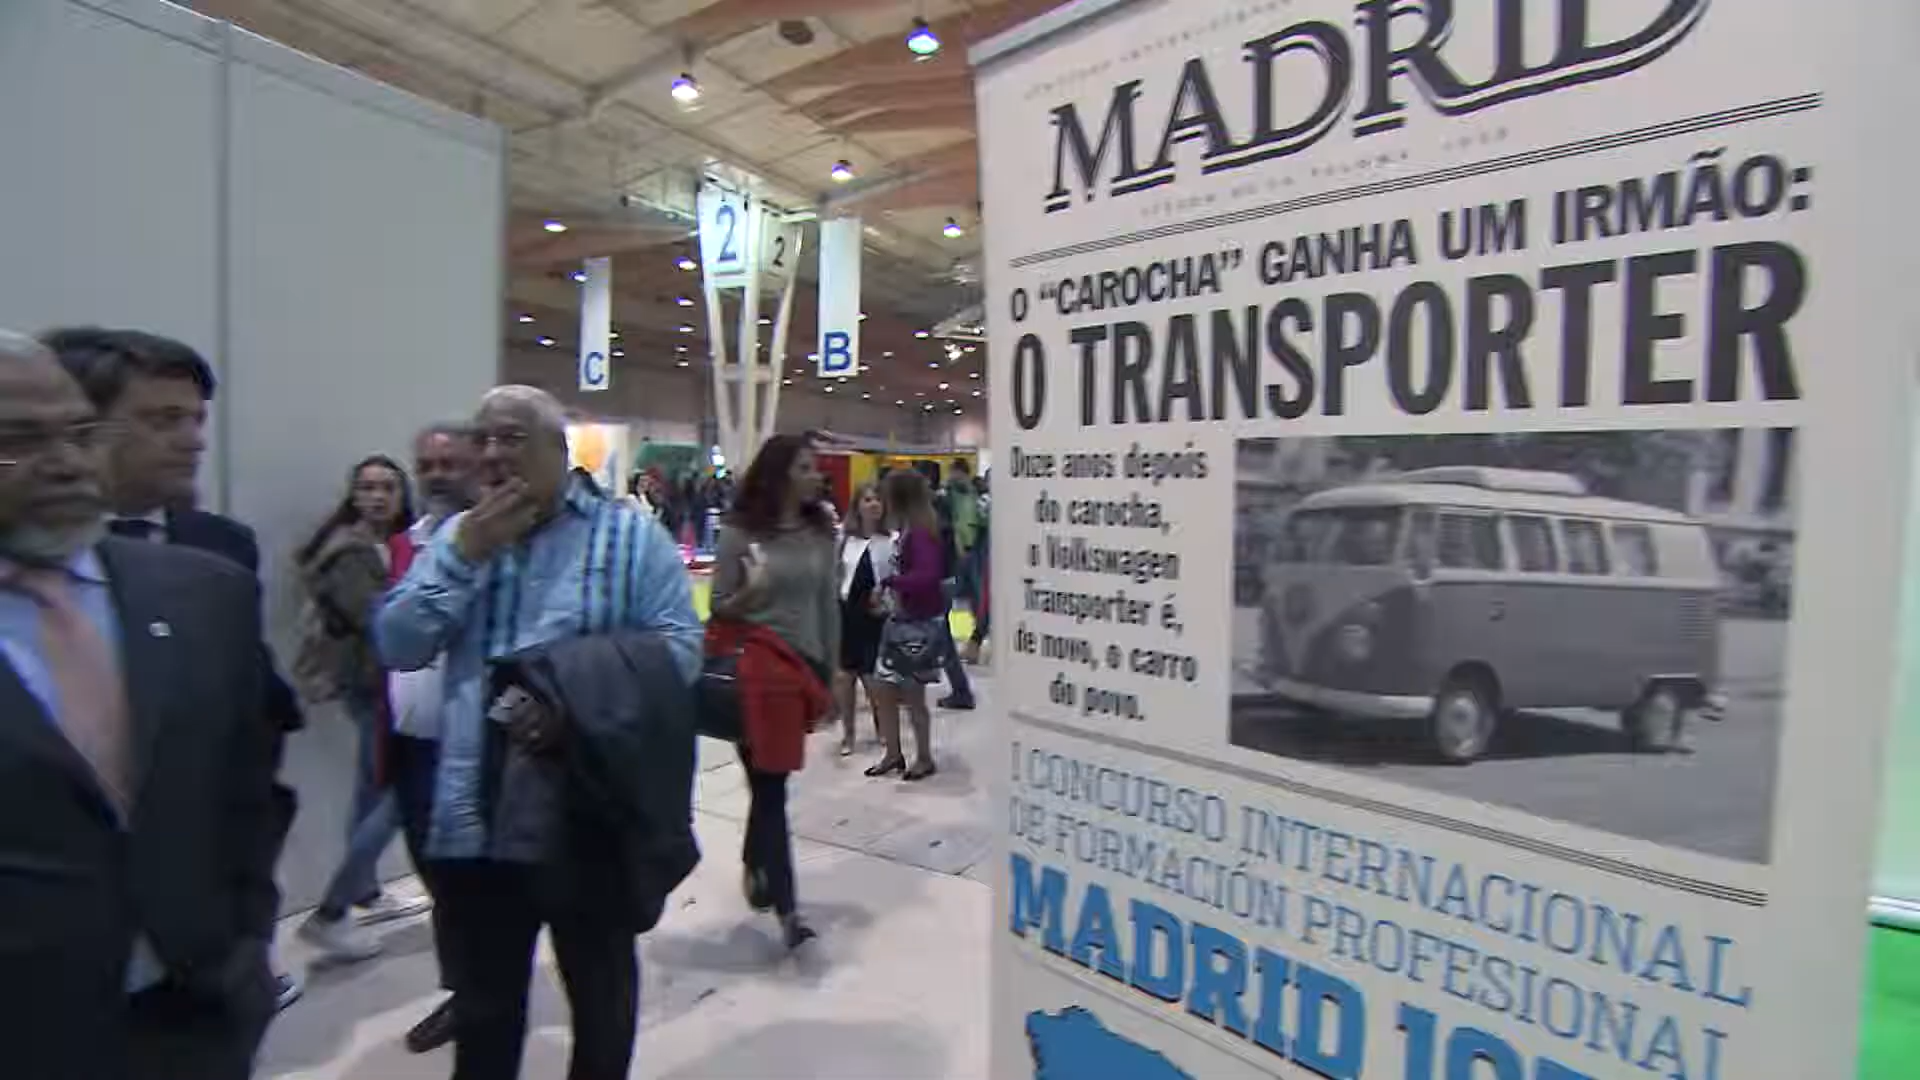 MADRID
O “CAROCHA” GANHA UM IRMÃO:
O TRANSPORTER
Onze anos depois
do carocha,
o Volkswagen
Transporter é,
de novo, o carro
do povo.
I CONCURSO INTERNACIONAL
DE FORMACIÓN PROFESIONAL
MADRID
2
2
C
B